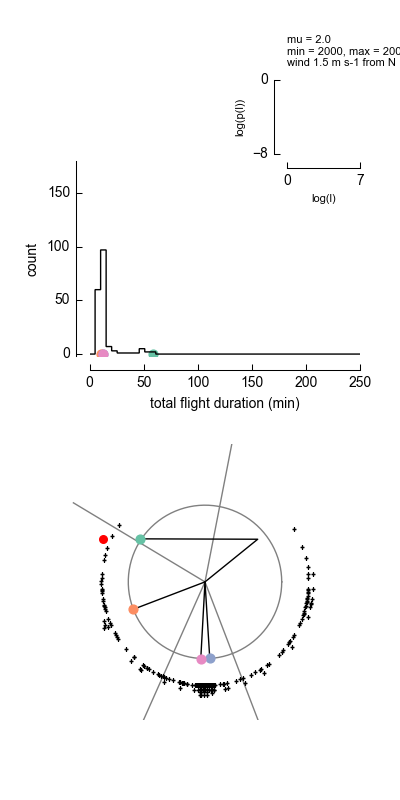 mu = 2.0
min = 2000, max = 200
wind 1.5 m s-1 from N
0
log(p(l))
−8
0 7
log(l)
150
100
50
0
count
0 50 100 150 200 250
total flight duration (min)